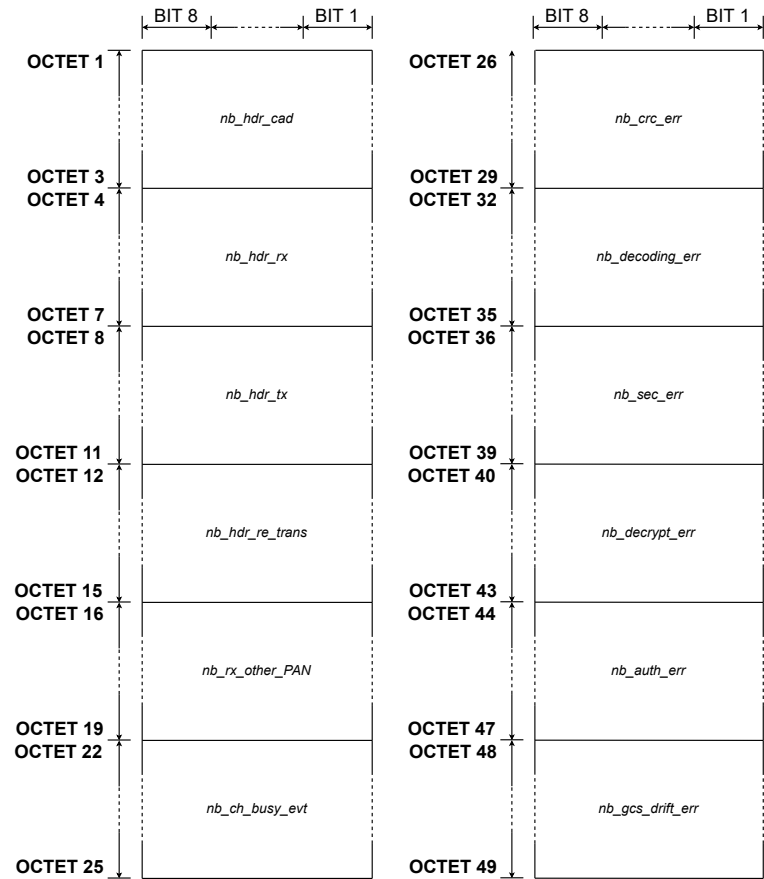 BIT 8
BIT 1
OCTET 1
nb_hdr_cad
OCTET 3
OCTET 4
nb_hdr_rx
OCTET 7
OCTET 8
nb_hdr_tx
OCTET 11
OCTET 12
nb_hdr_re_trans
OCTET 15
OCTET 16
nb_rx_other_PAN
OCTET 19
OCTET 22
nb_ch_busy_evt
OCTET 25
BIT 8
BIT 1
OCTET 26
nb_crc_err
OCTET 29
OCTET 32
nb_decoding_err
OCTET 35
OCTET 36
nb_sec_err
OCTET 39
OCTET 40
nb_decrypt_err
OCTET 43
OCTET 44
nb_auth_err
OCTET 47
OCTET 48
nb_gcs_drift_err
OCTET 49